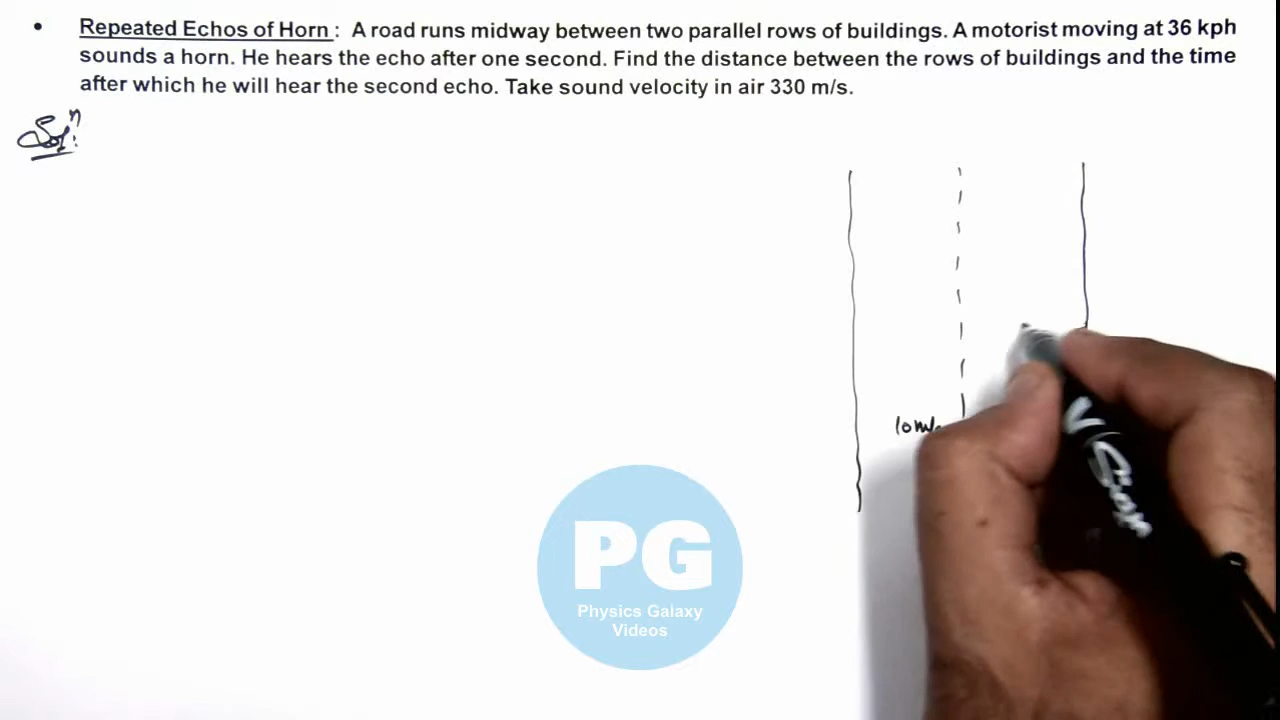 • Repeated Echos of Horn : A road runs midway between two parallel rows of buildings. A motorist moving at 36 kph
sounds a horn. He hears the echo after one second. Find the distance between the rows of buildings and the time
after which he will hear the second echo. Take sound velocity in air 330 m/s.
Solⁿ:
10m/
PG
Physics Galaxy
Videos